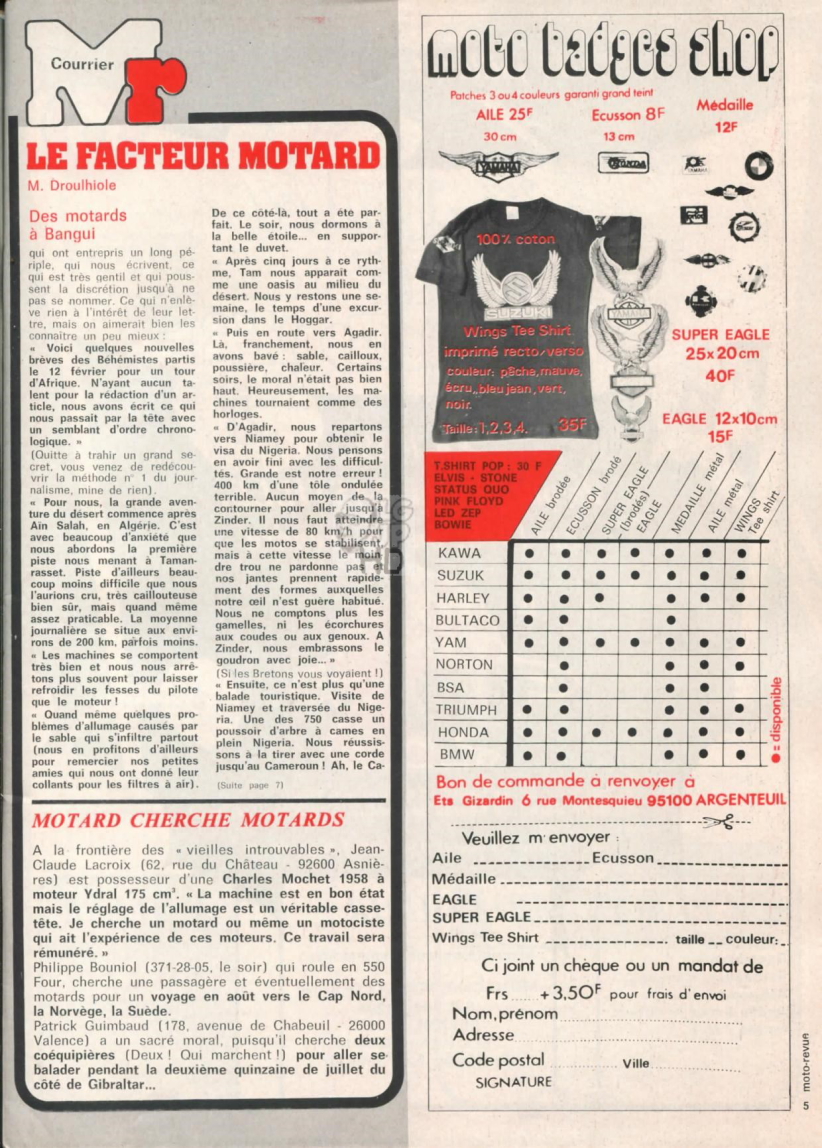 Courrier
Mr
LE FACTEUR MOTARD
M. Droulhiole
Des motards
à Bangui
qui ont entrepris un long pé-
riple, qui nous écrivent, ce
qui est très gentil et qui pous-
sent la discrétion jusqu'à ne
pas se nommer. Ce qui n'enlè-
ve rien à l'intérêt de leur let-
tre, mais on aimerait bien les
connaitre un peu mieux :
« Voici quelques nouvelles
brèves des Béhémistes partis
le 12 février pour un tour
d'Afrique. N'ayant aucun ta-
lent pour la rédaction d'un ar-
ticle, nous avons écrit ce qui
nous passait par la tête avec
un semblant d'ordre chrono-
logique. »
(Quitte à trahir un grand se-
cret, vous venez de redécou-
vrir la méthode n° 1 du jour-
nalisme, mine de rien).
« Pour nous, la grande aven-
ture du désert commence après
Aïn Salah, en Algérie. C'est
avec beaucoup d'anxiété que
nous abordons la première
piste nous menant à Taman-
rasset. Piste d'ailleurs beau-
coup moins difficile que nous
l'aurions cru, très caillouteuse
bien sûr, mais quand même
assez praticable. La moyenne
journalière se situe aux envi-
rons de 200 km, parfois moins.
« Les machines se comportent
très bien et nous nous arrê-
tons plus souvent pour laisser
refroidir les fesses du pilote
que le moteur !
« Quand même quelques pro-
blèmes d'allumage causés par
le sable qui s'infiltre partout
(nous en profitons d'ailleurs
pour remercier nos petites
amies qui nous ont donné leur
collants pour les filtres à air).
De ce côté-là, tout a été par-
fait. Le soir, nous dormons à
la belle étoile... en suppor-
tant le duvet.
« Après cinq jours à ce ryth-
me, Tam nous apparait com-
me une oasis au milieu du
désert. Nous y restons une se-
maine, le temps d'une excur-
sion dans le Hoggar.
« Puis en route vers Agadir.
Là, franchement, nous en
avons bavé : sable, cailloux,
poussière, chaleur. Certains
soirs, le moral n'était pas bien
haut. Heureusement, les ma-
chines tournaient comme des
horloges.
« D'Agadir, nous repartons
vers Niamey pour obtenir le
visa du Nigeria. Nous pensons
en avoir fini avec les difficul-
tés. Grande est notre erreur !
400 km d'une tôle ondulée
terrible. Aucun moyen de la
contourner pour aller jusqu'à
Zinder. Il nous faut atteindre
une vitesse de 80 km/h pour
que les motos se stabilisent,
mais à cette vitesse le moin-
dre trou ne pardonne pas et
nos jantes prennent rapide-
ment des formes auxquelles
notre œil n'est guère habitué.
Nous ne comptons plus les
gamelles, ni les écorchures
aux coudes ou aux genoux. A
Zinder, nous embrassons le
goudron avec joie... »
(Si les Bretons vous voyaient !)
« Ensuite, ce n'est plus qu'une
balade touristique. Visite de
Niamey et traversée du Nige-
ria. Une des 750 casse un
poussoir d'arbre à cames en
plein Nigeria. Nous réussis-
sons à la tirer avec une corde
jusqu'au Cameroun ! Ah, le Ca-
(Suite page 7)
MOTARD CHERCHE MOTARDS
A la frontière des « vieilles introuvables », Jean-
Claude Lacroix (62, rue du Château - 92600 Asniè-
res) est possesseur d'une Charles Mochet 1958 à
moteur Ydral 175 cm³. « La machine est en bon état
mais le réglage de l'allumage est un véritable casse-
tête. Je cherche un motard ou même un motociste
qui ait l'expérience de ces moteurs. Ce travail sera
rémunéré. »
Philippe Bouniol (371-28-05, le soir) qui roule en 550
Four, cherche une passagère et éventuellement des
motards pour un voyage en août vers le Cap Nord,
la Norvège, la Suède.
Patrick Guimbaud (178, avenue de Chabeuil - 26000
Valence) a un sacré moral, puisqu'il cherche deux
coéquipières (Deux ! Qui marchent !) pour aller se
balader pendant la deuxième quinzaine de juillet du
côté de Gibraltar...
moto badges shop
Patches 3 ou 4 couleurs garanti grand teint
AILE 25F
30 cm
Ecusson 8F
13 cm
Médaille
12F
YAMAHA
HONDA
YAMAHA
100% coton
SUZUKI
Wings Tee Shirt
imprimé recto/verso
couleur: pêche, mauve,
écru, bleu jean, vert,
noir.
Taille: 1,2,3,4. 35F
YAMAHA
SUPER EAGLE
25x20cm
40F
EAGLE 12x10cm
15F
T.SHIRT POP : 30 F
ELVIS - STONE
STATUS QUO
PINK FLOYD
LED ZEP
BOWIE
AILE brodée
ECUSSON brodé
SUPER EAGLE
(brodés)
EAGLE
MEDAILLE métal
AILE métal
WINGS
Tee shirt
KAWA ● ● ● ● ● ● ●
SUZUK ● ● ● ● ● ● ●
HARLEY ● ● ● ● ● ●
BULTACO ● ● ●
YAM ● ● ● ● ● ● ●
NORTON ● ● ● ●
BSA ● ● ●
TRIUMPH ● ● ● ● ●
HONDA ● ● ● ● ● ● ●
BMW ● ● ● ● ●
● = disponible
Bon de commande à renvoyer à
Ets Gizardin 6 rue Montesquieu 95100 ARGENTEUIL
Veuillez m'envoyer :
Aile Ecusson
Médaille
EAGLE
SUPER EAGLE
Wings Tee Shirt taille couleur:
Ci joint un chèque ou un mandat de
Frs ...... +3,50F pour frais d'envoi
Nom, prénom
Adresse
Code postal Ville
SIGNATURE
moto-revue
5